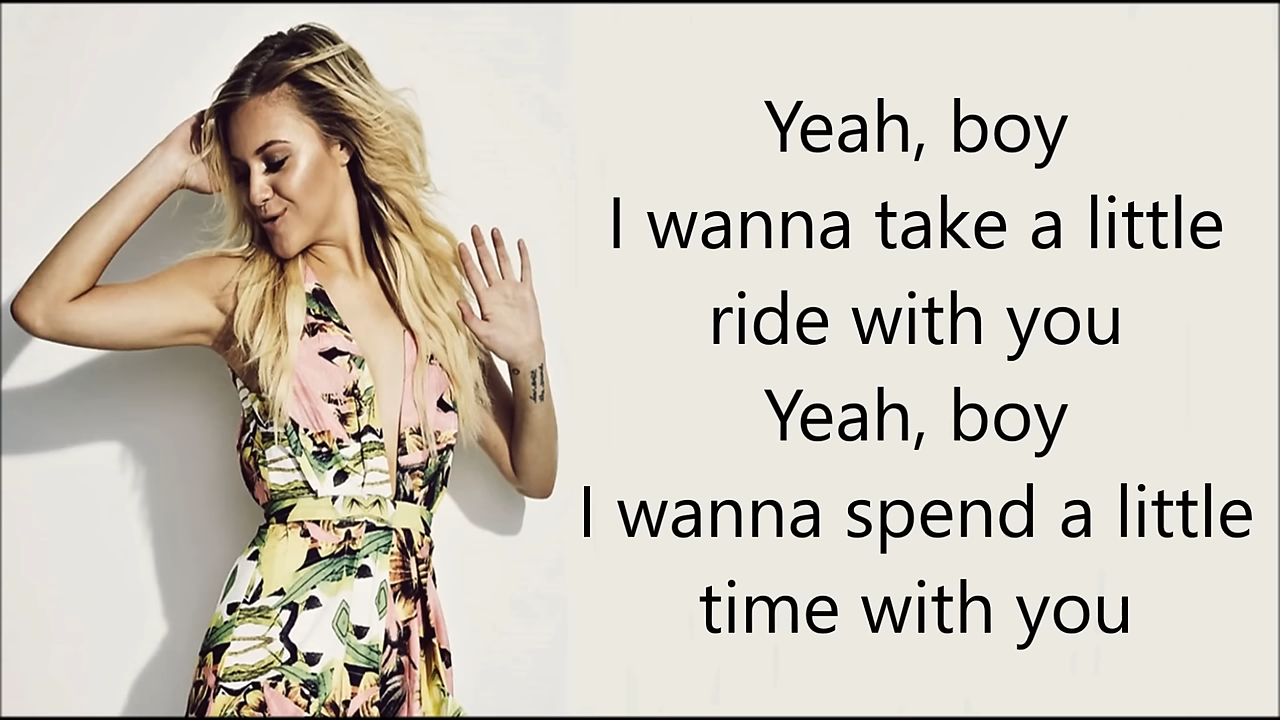 Yeah, boy
I wanna take a little
ride with you
Yeah, boy
I wanna spend a little
time with you